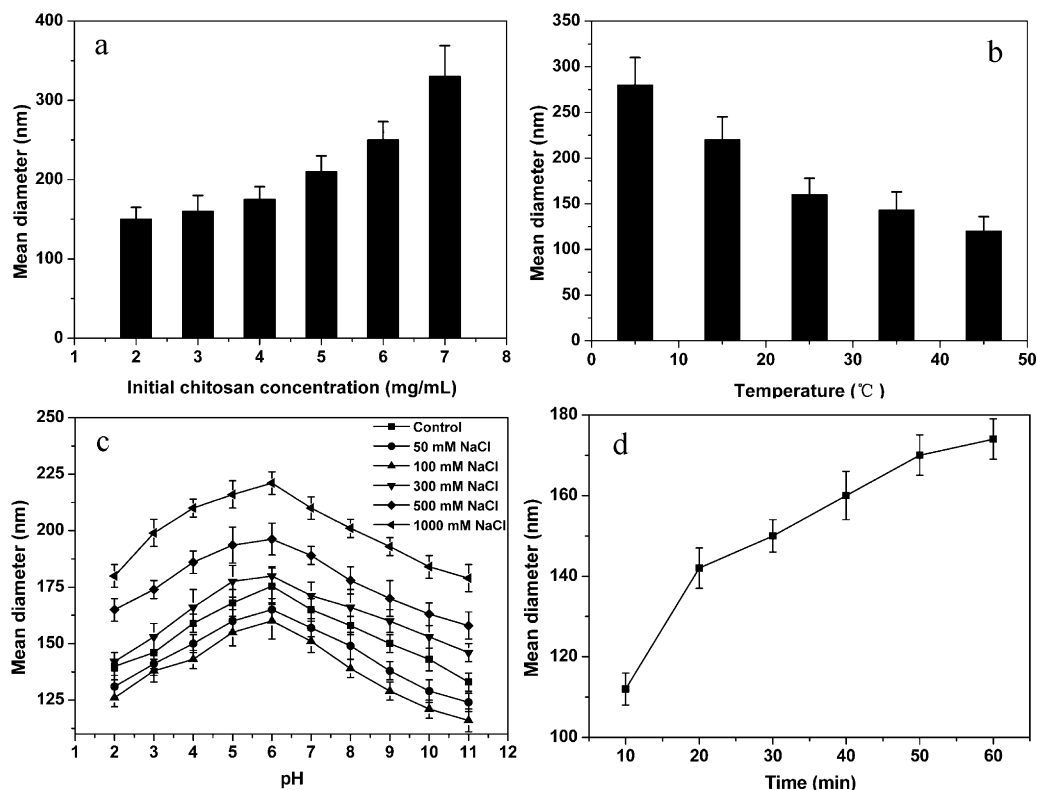 a
400
300
200
100
0
1 2 3 4 5 6 7 8
Mean diameter (nm)
Initial chitosan concentration (mg/mL)
b
350
300
250
200
150
100
50
0
0 10 20 30 40 50
Mean diameter (nm)
Temperature (℃)
c
250
225
200
175
150
125
1 2 3 4 5 6 7 8 9 10 11 12
Mean diameter (nm)
pH
Control
50 mM NaCl
100 mM NaCl
300 mM NaCl
500 mM NaCl
1000 mM NaCl
d
180
160
140
120
100
10 20 30 40 50 60
Mean diameter (nm)
Time (min)